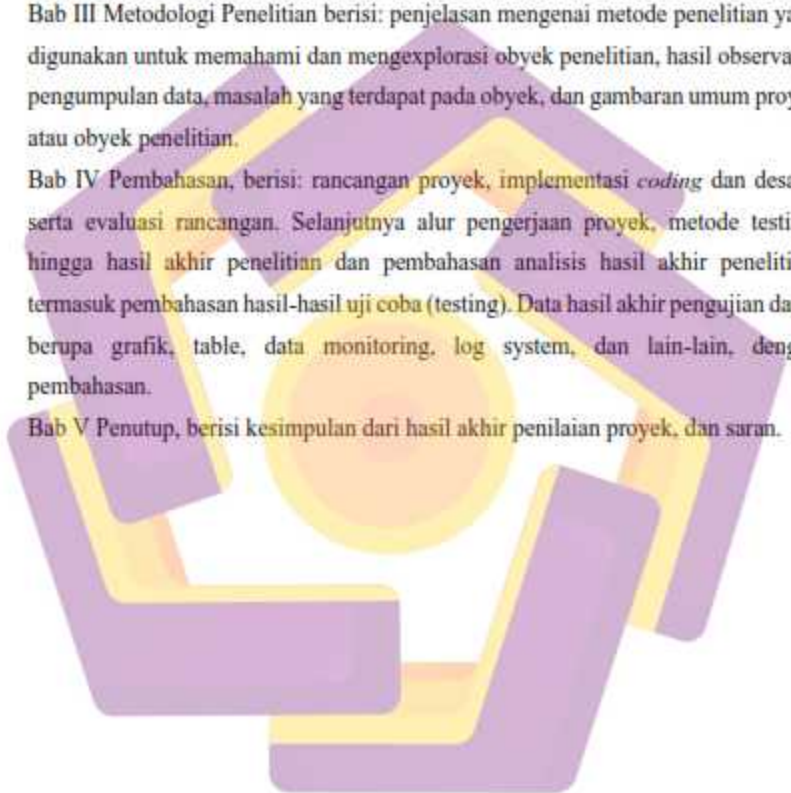 Bab III Metodologi Penelitian berisi: penjelasan mengenai metode penelitian ya
digunakan untuk memahami dan mengexplorasi obyek penelitian, hasil observa
pengumpulan data, masalah yang terdapat pada obyek, dan gambaran umum proy
atau obyek penelitian.
Bab IV Pembahasan, berisi: rancangan proyek, implementasi coding dan desa
serta evaluasi rancangan. Selanjutnya alur pengerjaan proyek, metode testi
hingga hasil akhir penelitian dan pembahasan analisis hasil akhir peneliti
termasuk pembahasan hasil-hasil uji coba (testing). Data hasil akhir pengujian da
berupa grafik, table, data monitoring, log system, dan lain-lain, deng
pembahasan.
Bab V Penutup, berisi kesimpulan dari hasil akhir penilaian proyek, dan saran.